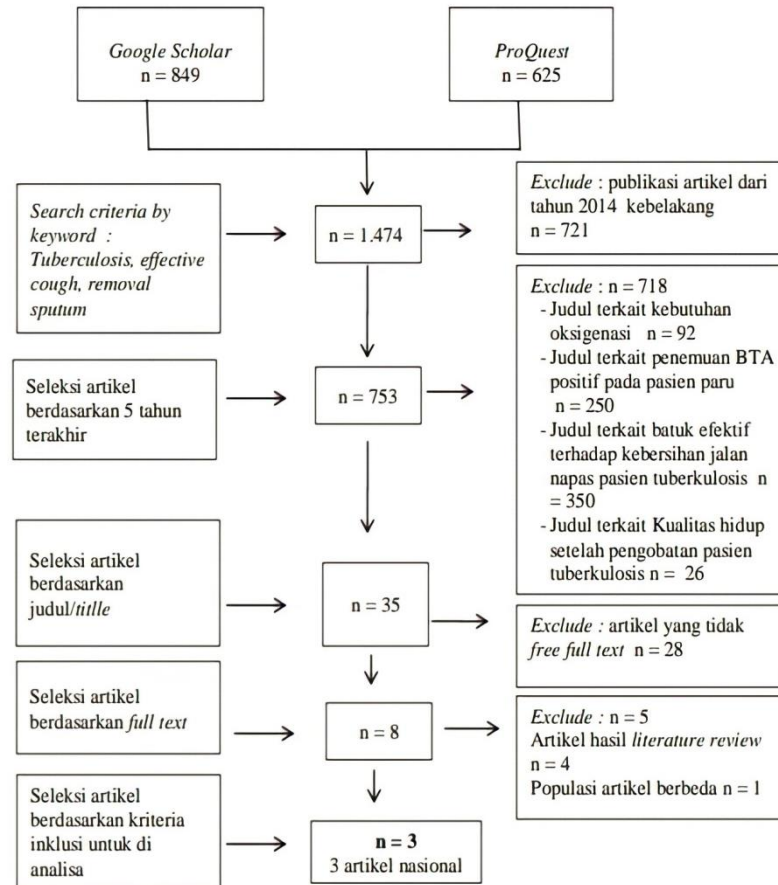 Google Scholar
n = 849
ProQuest
n = 625
Search criteria by
keyword :
Tuberculosis, effective
cough, removal
sputum
n = 1.474
Exclude : publikasi artikel dari
tahun 2014 kebelakang
n = 721
Seleksi artikel
berdasarkan 5 tahun
terakhir
n = 753
Exclude : n = 718
- Judul terkait kebutuhan
oksigenasi n = 92
- Judul terkait penemuan BTA
positif pada pasien paru
n = 250
- Judul terkait batuk efektif
terhadap kebersihan jalan
napas pasien tuberkulosis n
= 350
- Judul terkait Kualitas hidup
setelah pengobatan pasien
tuberkulosis n = 26
Seleksi artikel
berdasarkan
judul/titlle
n = 35
Exclude : artikel yang tidak
free full text n = 28
Seleksi artikel
berdasarkan full text
n = 8
Exclude : n = 5
Artikel hasil literature review
n = 4
Populasi artikel berbeda n = 1
Seleksi artikel
berdasarkan kriteria
inklusi untuk di
analisa
n = 3
3 artikel nasional